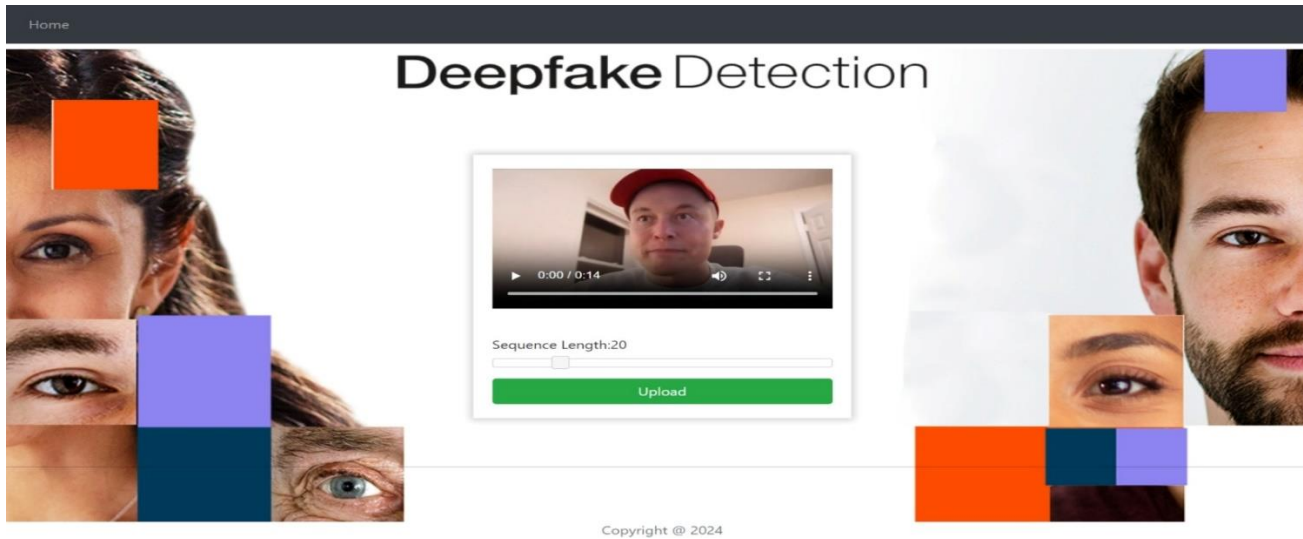 Home
Deepfake Detection
0:00 / 0:14
Sequence Length:20
Upload
Copyright @ 2024